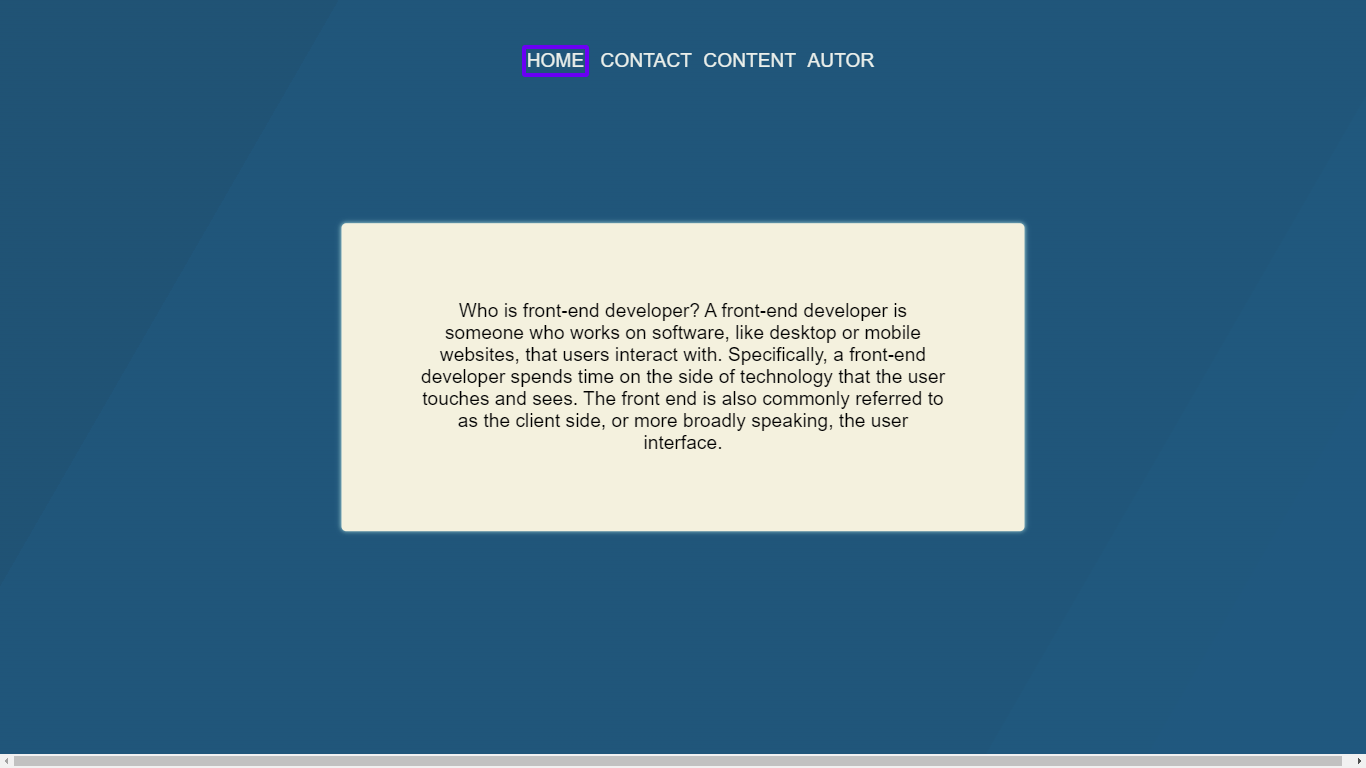 HOME CONTACT CONTENT AUTOR
Who is front-end developer? A front-end developer is
someone who works on software, like desktop or mobile
websites, that users interact with. Specifically, a front-end
developer spends time on the side of technology that the user
touches and sees. The front end is also commonly referred to
as the client side, or more broadly speaking, the user
interface.